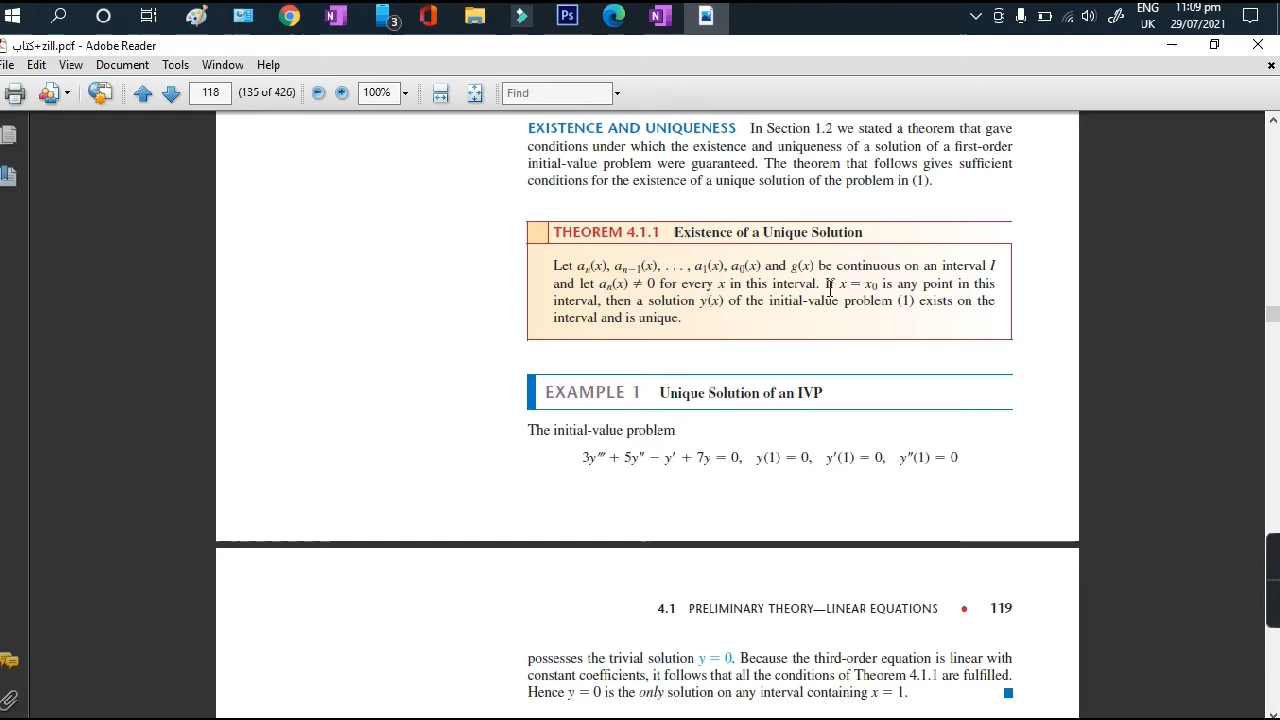 ENG
UK
11:09 pm
29/07/2021
3
كتاب+zill.pdf - Adobe Reader
File Edit View Document Tools Window Help
118 (135 of 426) 100% Find
EXISTENCE AND UNIQUENESS In Section 1.2 we stated a theorem that gave
conditions under which the existence and uniqueness of a solution of a first-order
initial-value problem were guaranteed. The theorem that follows gives sufficient
conditions for the existence of a unique solution of the problem in (1).
THEOREM 4.1.1 Existence of a Unique Solution
Let aₙ(x), aₙ₋₁(x), . . . , a₁(x), a₀(x) and g(x) be continuous on an interval I
and let aₙ(x) ≠ 0 for every x in this interval. If x = x₀ is any point in this
interval, then a solution y(x) of the initial-value problem (1) exists on the
interval and is unique.
EXAMPLE 1 Unique Solution of an IVP
The initial-value problem
3y‴ + 5y″ − y′ + 7y = 0, y(1) = 0, y′(1) = 0, y″(1) = 0
4.1 PRELIMINARY THEORY—LINEAR EQUATIONS ● 119
possesses the trivial solution y = 0. Because the third-order equation is linear with
constant coefficients, it follows that all the conditions of Theorem 4.1.1 are fulfilled.
Hence y = 0 is the only solution on any interval containing x = 1.